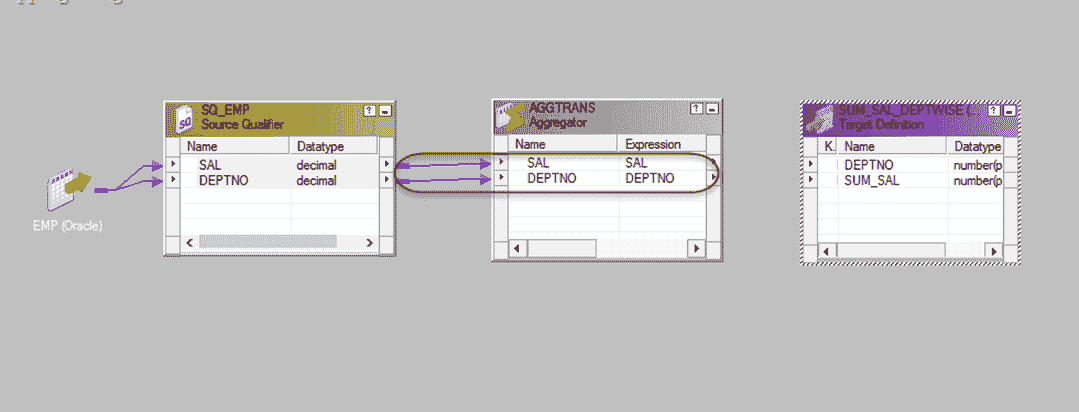 SQ_EMP
Source Qualifier
Name Datatype
SAL decimal
DEPTNO decimal
EMP (Oracle)
AGGTRANS
Aggregator
Name Expression
SAL SAL
DEPTNO DEPTNO
SUM_SAL_DEPTWISE (...
Target Definition
K. Name Datatype
DEPTNO number(p
SUM_SAL number(p